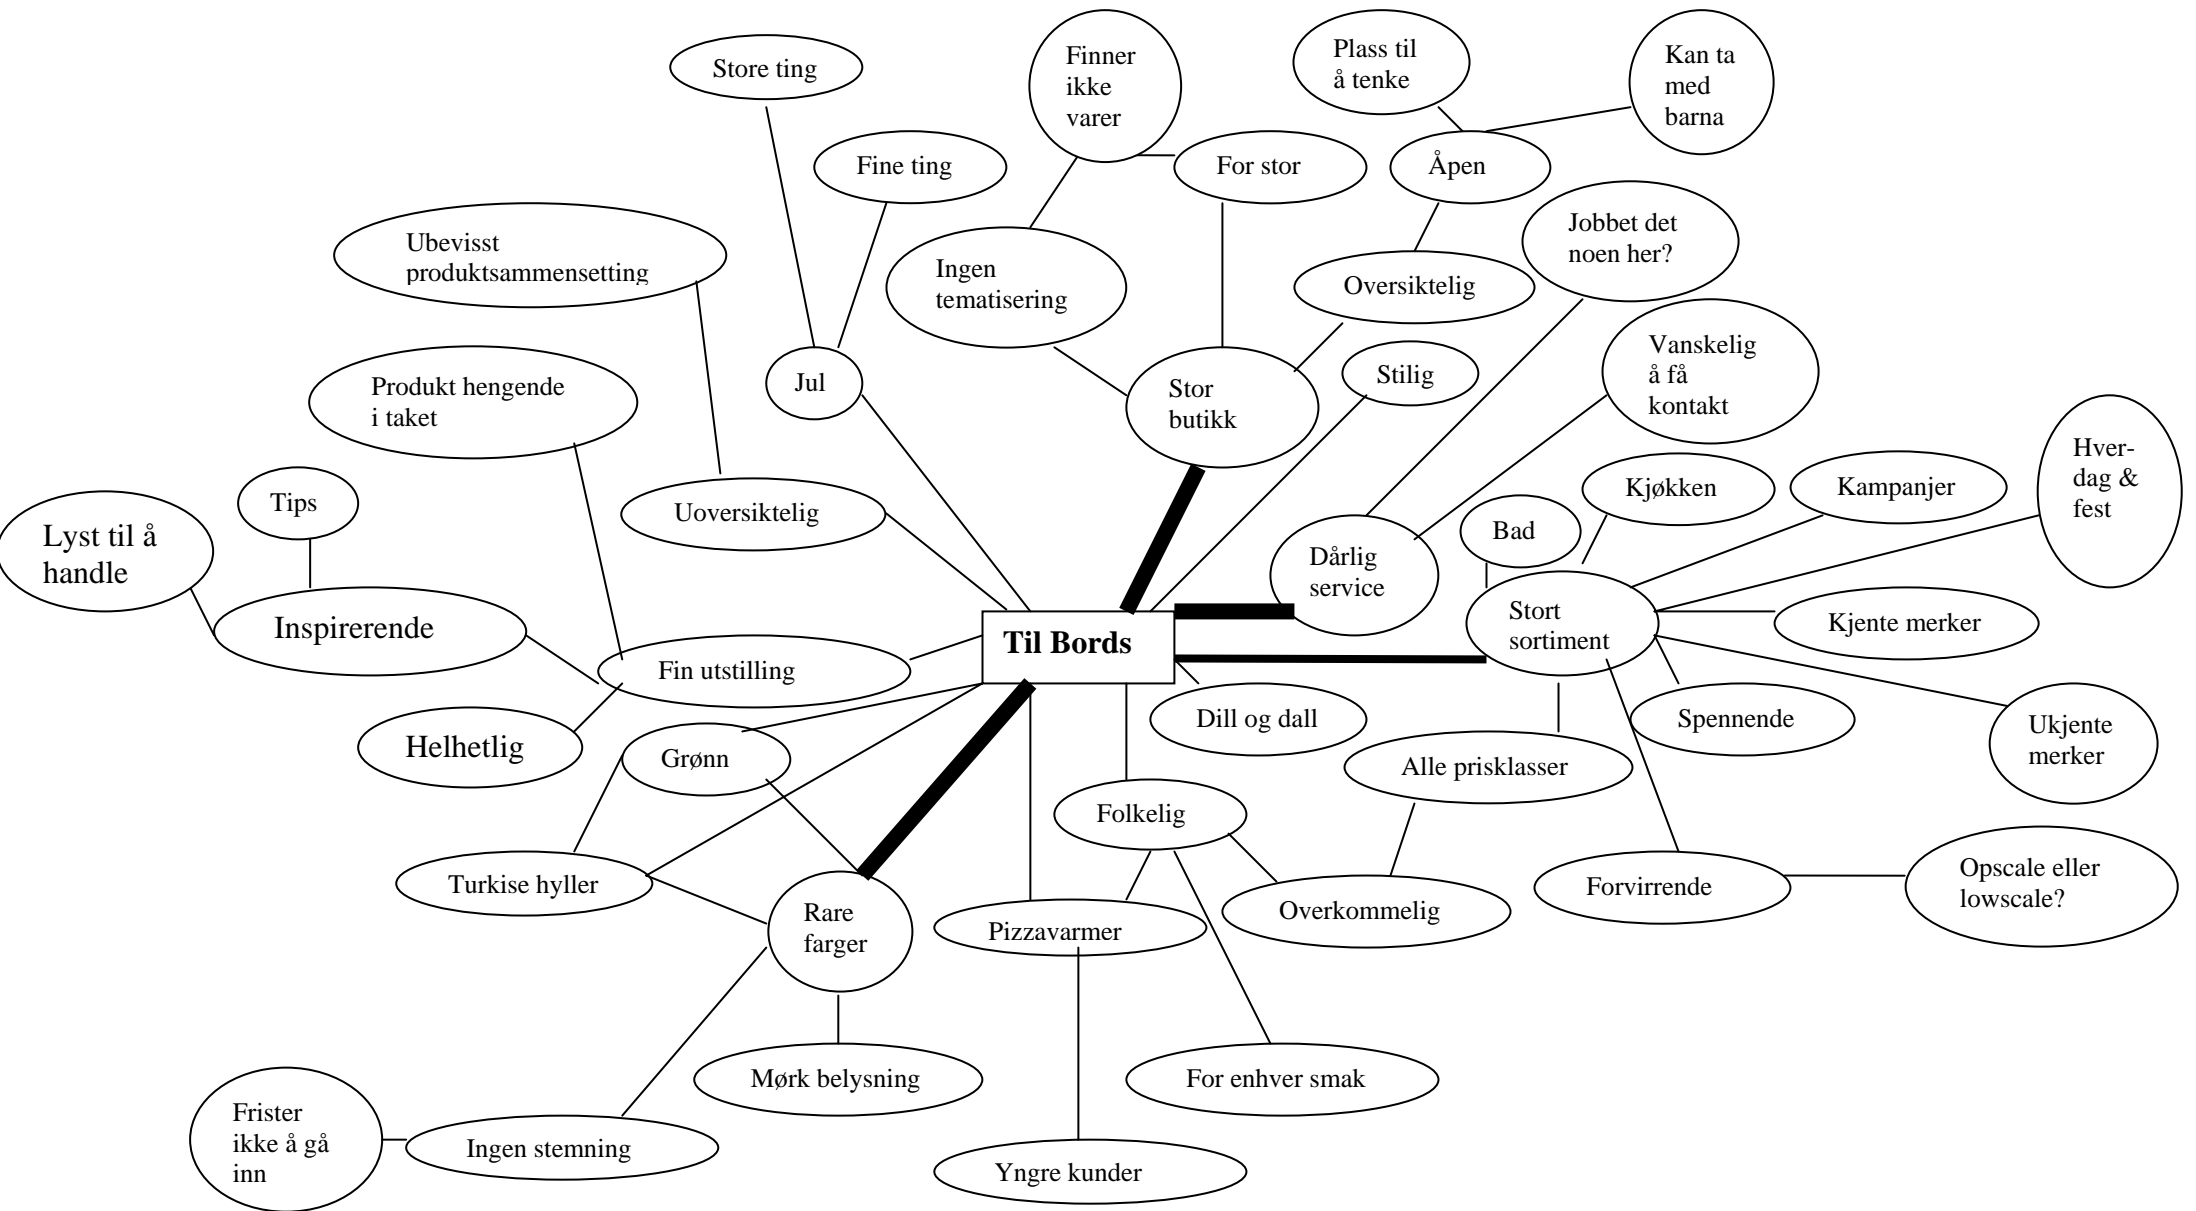 Store ting
Finner
ikke
varer
Plass til
å tenke
Kan ta
med
barna
Fine ting
For stor
Åpen
Ubevisst
produktsammensetting
Ingen
tematisering
Oversiktelig
Jobbet det
noen her?
Produkt hengende
i taket
Jul
Stor
butikk
Stilig
Vanskelig
å få
kontakt
Hver-
dag &
fest
Lyst til å
handle
Tips
Uoversiktelig
Dårlig
service
Bad
Kjøkken
Kampanjer
Inspirerende
Fin utstilling
Til Bords
Stort
sortiment
Kjente merker
Helhetlig
Grønn
Dill og dall
Spennende
Ukjente
merker
Alle prisklasser
Folkelig
Turkise hyller
Rare
farger
Pizzavarmer
Overkommelig
Forvirrende
Opscale eller
lowscale?
Mørk belysning
For enhver smak
Frister
ikke å gå
inn
Ingen stemning
Yngre kunder